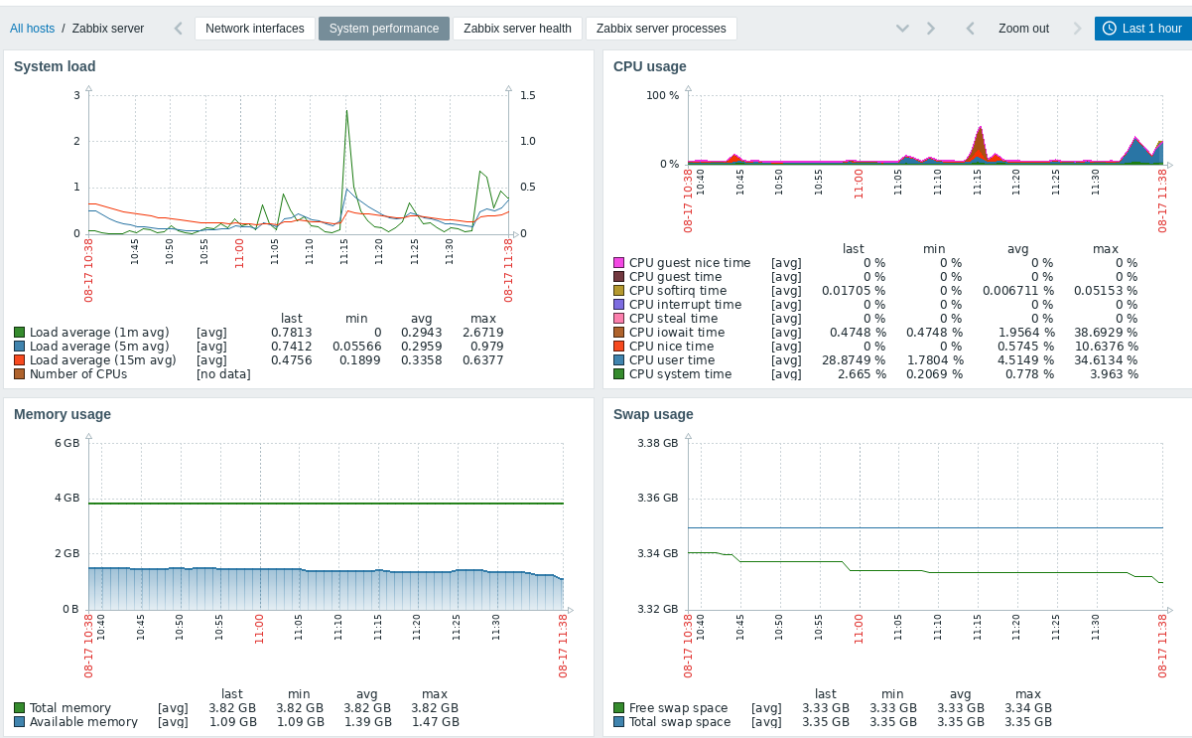 All hosts / Zabbix server Network interfaces System performance Zabbix server health Zabbix server processes Zoom out Last 1 hour
System load
3 1.5
2 1.0
1 0.5
0 0
08-17 10:38 10:45 10:50 10:55 11:00 11:05 11:10 11:15 11:20 11:25 11:30 08-17 11:38
last min avg max
Load average (1m avg) [avg] 0.7813 0 0.2943 2.6719
Load average (5m avg) [avg] 0.7412 0.05566 0.2959 0.979
Load average (15m avg) [avg] 0.4756 0.1899 0.3358 0.6377
Number of CPUs [no data]
CPU usage
100 %
0 %
08-17 10:38 10:40 10:45 10:50 10:55 11:00 11:05 11:10 11:15 11:20 11:25 11:30 08-17 11:38
last min avg max
CPU guest nice time [avg] 0 % 0 % 0 % 0 %
CPU guest time [avg] 0 % 0 % 0 % 0 %
CPU softirq time [avg] 0.01705 % 0 % 0.006711 % 0.05153 %
CPU interrupt time [avg] 0 % 0 % 0 % 0 %
CPU steal time [avg] 0 % 0 % 0 % 0 %
CPU iowait time [avg] 0.4748 % 0.4748 % 1.9564 % 38.6929 %
CPU nice time [avg] 0 % 0 % 0.5745 % 10.6376 %
CPU user time [avg] 28.8749 % 1.7804 % 4.5149 % 34.6134 %
CPU system time [avg] 2.665 % 0.2069 % 0.778 % 3.963 %
Memory usage
6 GB
4 GB
2 GB
0 B
08-17 10:38 10:40 10:45 10:50 10:55 11:00 11:05 11:10 11:15 11:20 11:25 11:30 08-17 11:38
last min avg max
Total memory [avg] 3.82 GB 3.82 GB 3.82 GB 3.82 GB
Available memory [avg] 1.09 GB 1.09 GB 1.39 GB 1.47 GB
Swap usage
3.38 GB
3.36 GB
3.34 GB
3.32 GB
08-17 10:38 10:40 10:45 10:50 10:55 11:00 11:05 11:10 11:15 11:20 11:25 11:30 08-17 11:38
last min avg max
Free swap space [avg] 3.33 GB 3.33 GB 3.33 GB 3.34 GB
Total swap space [avg] 3.35 GB 3.35 GB 3.35 GB 3.35 GB